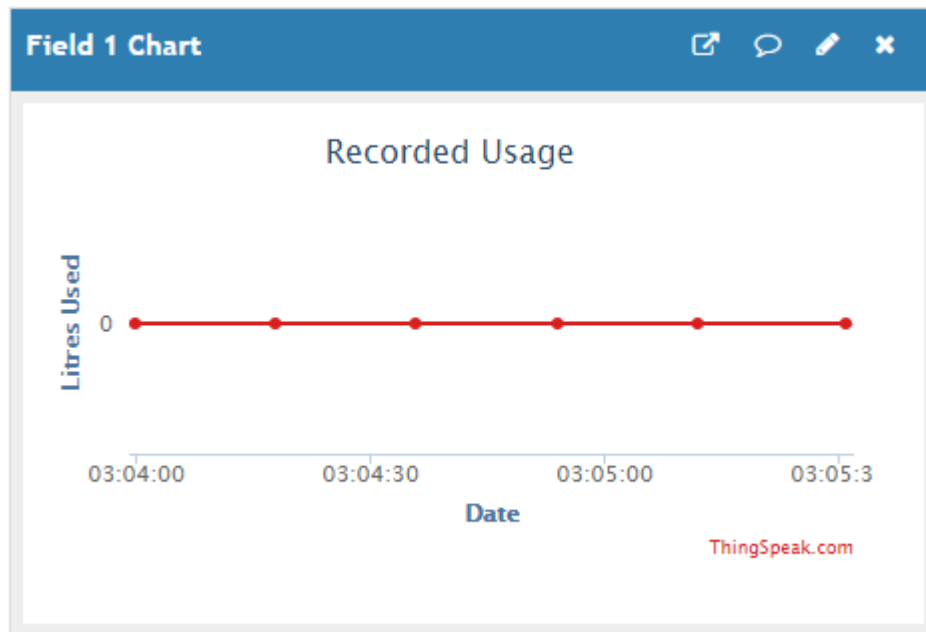 Field 1 Chart
Recorded Usage
Litres Used
0
03:04:00 03:04:30 03:05:00 03:05:3
Date
ThingSpeak.com